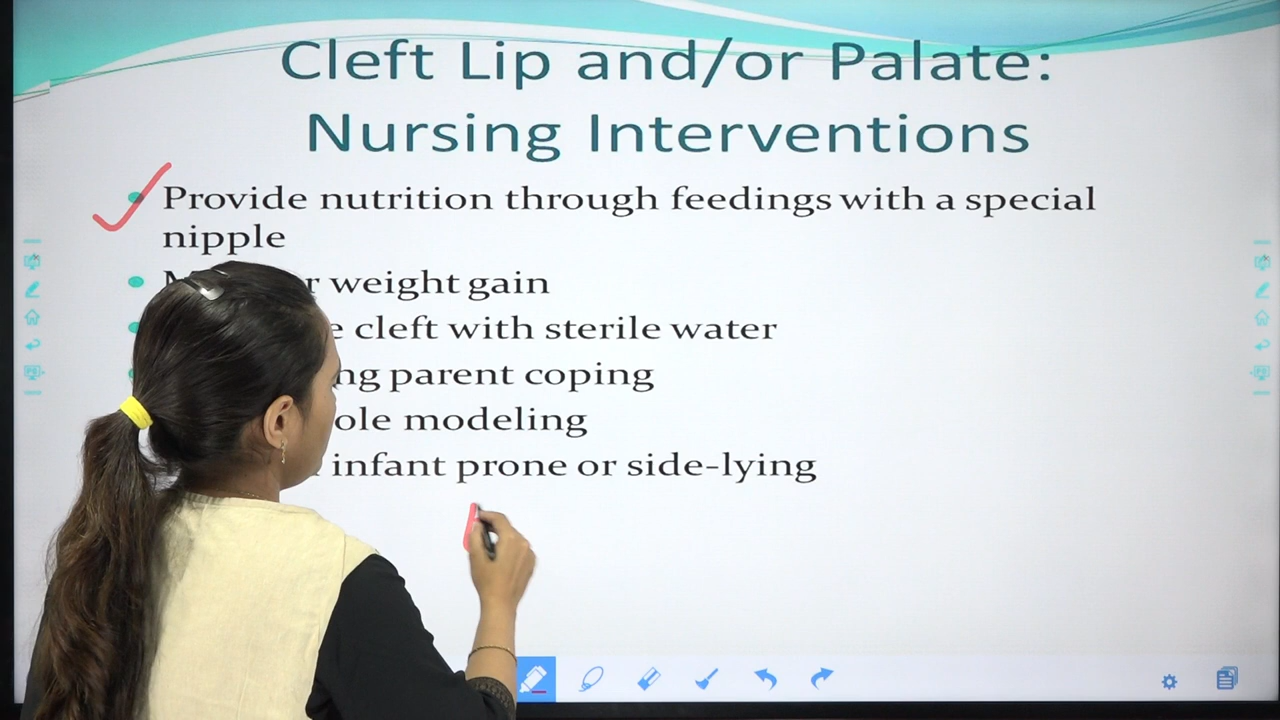 Cleft Lip and/or Palate:
Nursing Interventions
Provide nutrition through feedings with a special
nipple
weight gain
cleft with sterile water
parent coping
modeling
infant prone or side-lying